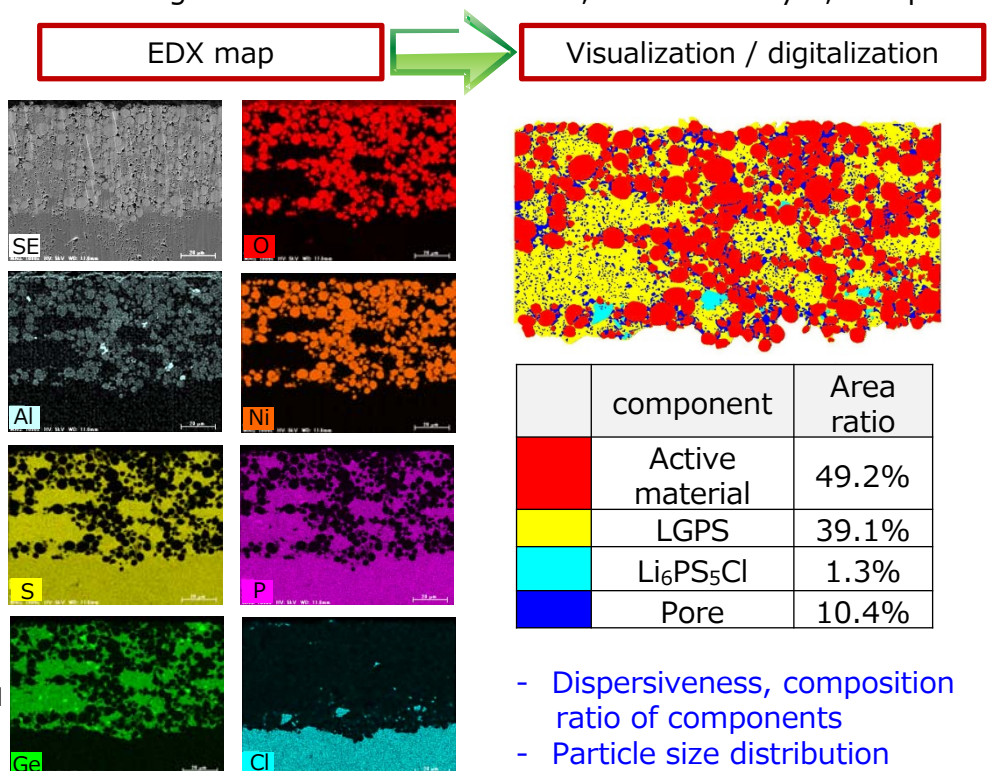 EDX map
Visualization / digitalization
SE
O
Al
Ni
S
P
Ge
Cl
component
Area
ratio
Active
material
49.2%
LGPS
39.1%
Li₆PS₅Cl
1.3%
Pore
10.4%
- Dispersiveness, composition
ratio of components
- Particle size distribution